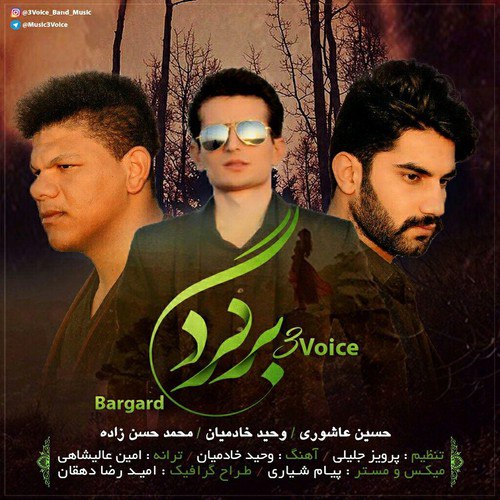 @3Voice_Band_Music
@Music3Voice
برگرد
3Voice
Bargard
حسین عاشوری / وحید خادمیان / محمد حسن زاده
تنظیم : پرویز جلیلی / آهنگ : وحید خادمیان / ترانه : امین عالیشاهی
میکس و مستر : پیام شیاری / طراح گرافیک : امید رضا دهقان